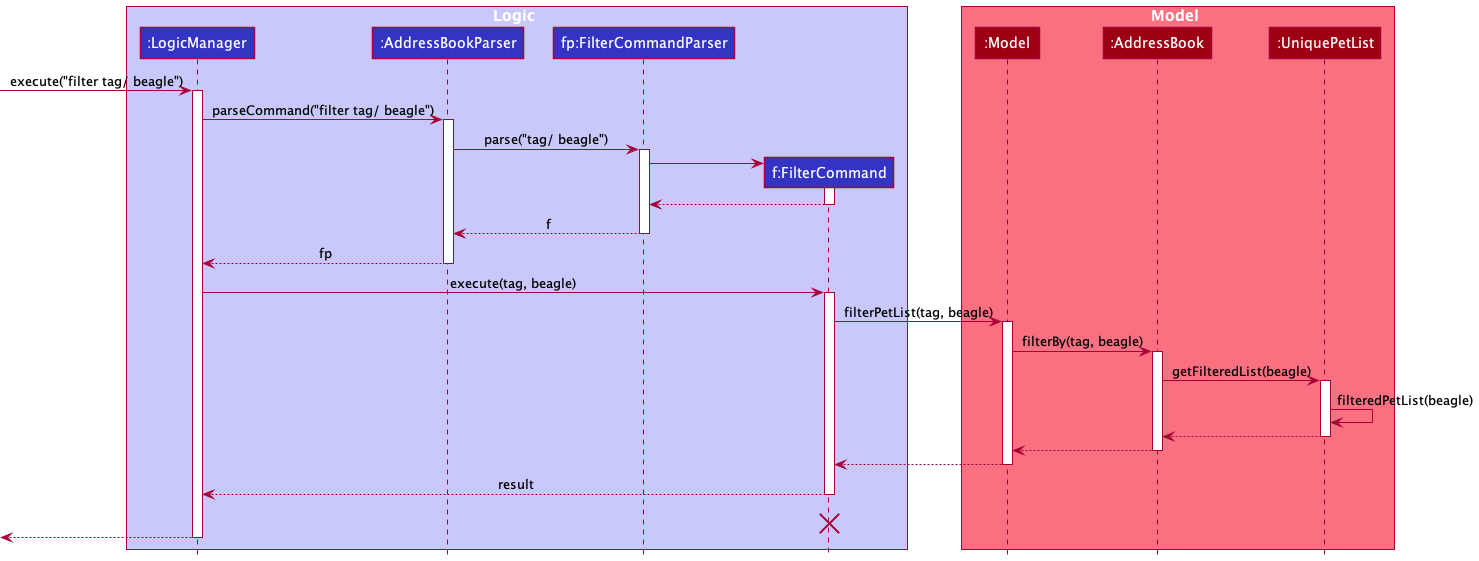 Logic
Model
:LogicManager
:AddressBookParser
fp:FilterCommandParser
:Model
:AddressBook
:UniquePetList
execute("filter tag/ beagle")
parseCommand("filter tag/ beagle")
parse("tag/ beagle")
f:FilterCommand
f
fp
execute(tag, beagle)
filterPetList(tag, beagle)
filterBy(tag, beagle)
getFilteredList(beagle)
filteredPetList(beagle)
result